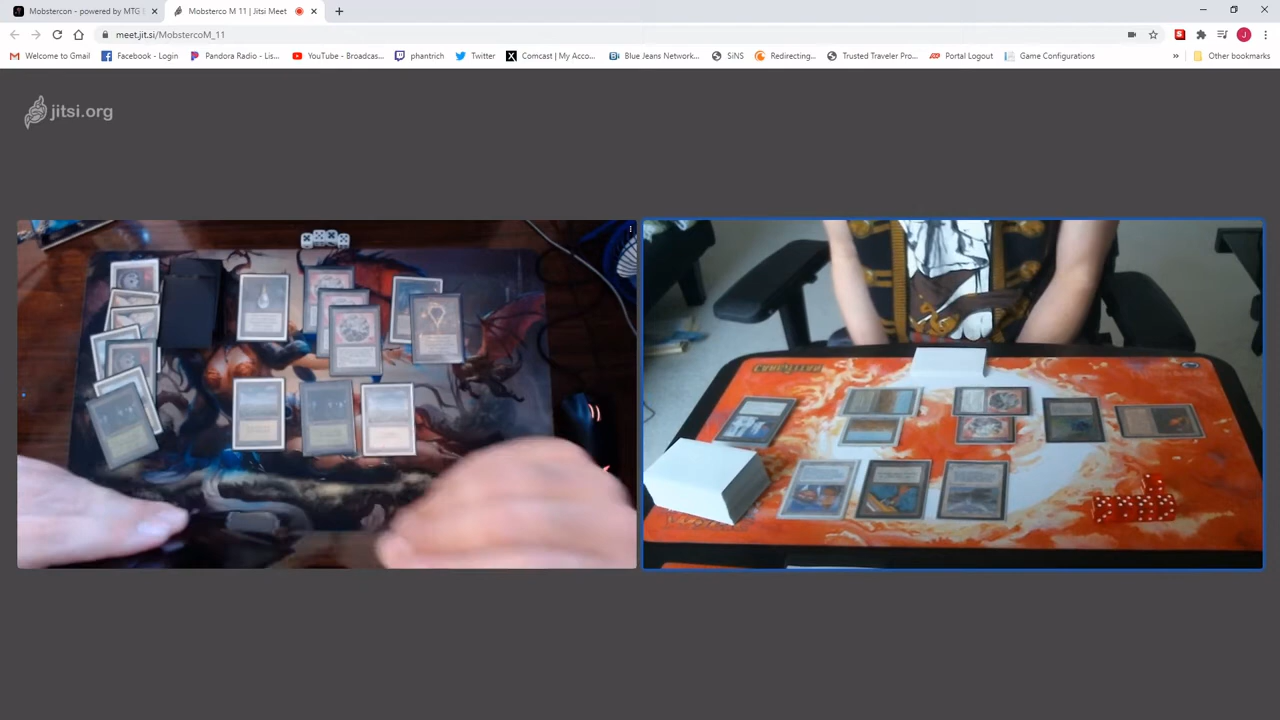 Mobstercon - powered by MTG
Mobsterco M 11 | Jitsi Meet
meet.jit.si/MobstercoM_11
Welcome to Gmail
Facebook - Login
Pandora Radio - Lis...
YouTube - Broadcas...
phantrich
Twitter
Comcast | My Acco...
Blue Jeans Network...
SiNS
Redirecting...
Trusted Traveler Pro...
Portal Logout
Game Configurations
»
Other bookmarks
J
jitsi.org